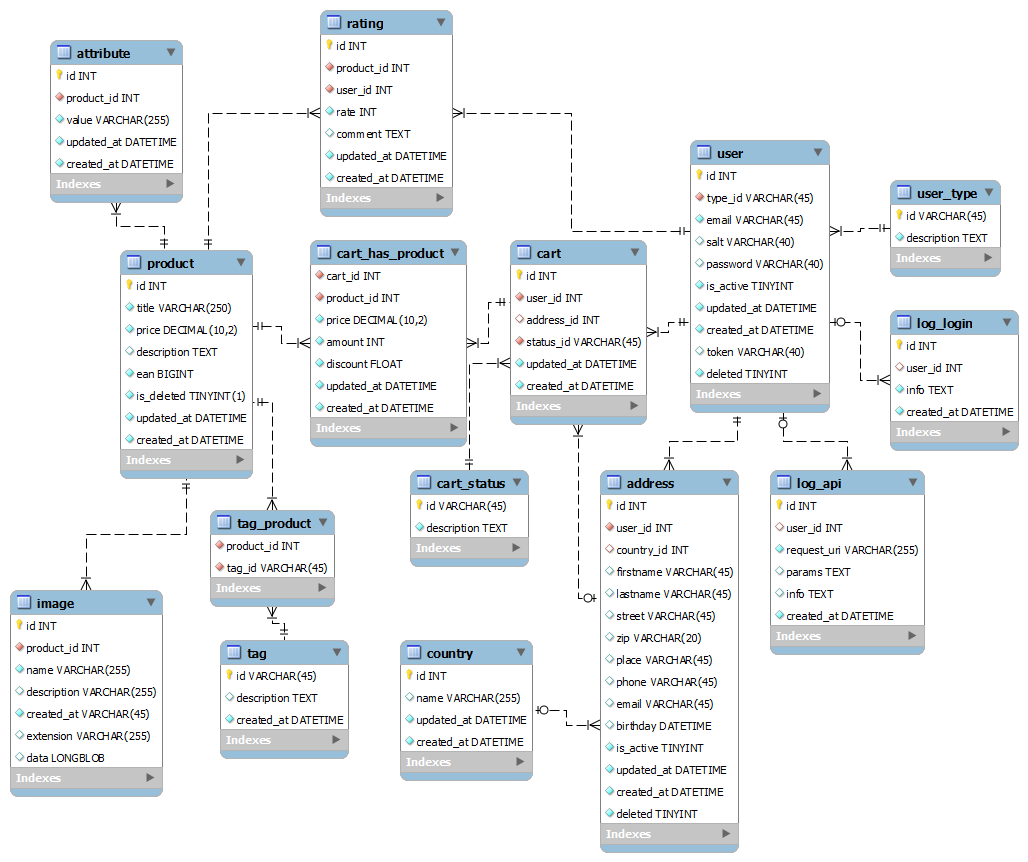 rating
id INT
product_id INT
user_id INT
rate INT
comment TEXT
updated_at DATETIME
created_at DATETIME
Indexes
attribute
id INT
product_id INT
value VARCHAR(255)
updated_at DATETIME
created_at DATETIME
Indexes
user
id INT
type_id VARCHAR(45)
email VARCHAR(45)
salt VARCHAR(40)
password VARCHAR(40)
is_active TINYINT
updated_at DATETIME
created_at DATETIME
token VARCHAR(40)
deleted TINYINT
Indexes
user_type
id VARCHAR(45)
description TEXT
Indexes
product
id INT
title VARCHAR(250)
price DECIMAL(10,2)
description TEXT
ean BIGINT
is_deleted TINYINT(1)
updated_at DATETIME
created_at DATETIME
Indexes
cart_has_product
cart_id INT
product_id INT
price DECIMAL(10,2)
amount INT
discount FLOAT
updated_at DATETIME
created_at DATETIME
Indexes
cart
id INT
user_id INT
address_id INT
status_id VARCHAR(45)
updated_at DATETIME
created_at DATETIME
Indexes
log_login
id INT
user_id INT
info TEXT
created_at DATETIME
Indexes
cart_status
id VARCHAR(45)
description TEXT
Indexes
address
id INT
user_id INT
country_id INT
firstname VARCHAR(45)
lastname VARCHAR(45)
street VARCHAR(45)
zip VARCHAR(20)
place VARCHAR(45)
phone VARCHAR(45)
email VARCHAR(45)
birthday DATETIME
is_active TINYINT
updated_at DATETIME
created_at DATETIME
deleted TINYINT
Indexes
log_api
id INT
user_id INT
request_uri VARCHAR(255)
params TEXT
info TEXT
created_at DATETIME
Indexes
tag_product
product_id INT
tag_id VARCHAR(45)
Indexes
image
id INT
product_id INT
name VARCHAR(255)
description VARCHAR(255)
created_at VARCHAR(45)
extension VARCHAR(255)
data LONGBLOB
Indexes
tag
id VARCHAR(45)
description TEXT
created_at DATETIME
Indexes
country
id INT
name VARCHAR(255)
updated_at DATETIME
created_at DATETIME
Indexes